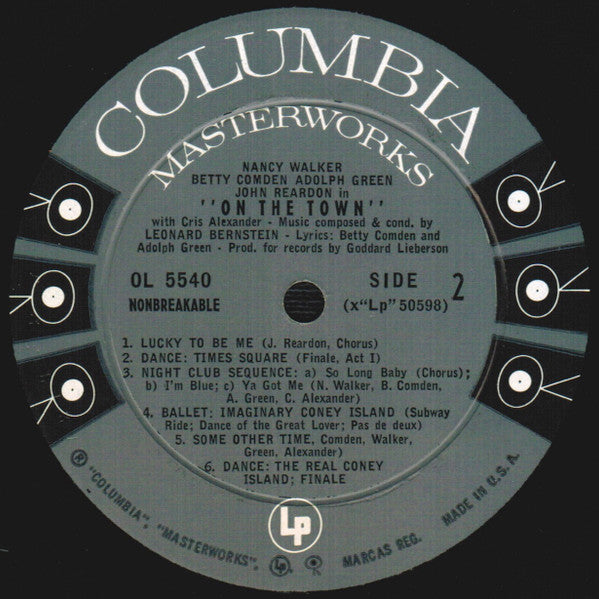 COLUMBIA
MASTERWORKS
NANCY WALKER
BETTY COMDEN ADOLPH GREEN
JOHN REARDON in
"ON THE TOWN"
with Cris Alexander - Music composed & cond. by
LEONARD BERNSTEIN - Lyrics: Betty Comden and
Adolph Green - Prod. for records by Goddard Lieberson
OL 5540
NONBREAKABLE
SIDE 2
(x“Lp” 50598)
1. LUCKY TO BE ME (J. Reardon, Chorus)
2. DANCE: TIMES SQUARE (Finale, Act I)
3. NIGHT CLUB SEQUENCE: a) So Long Baby (Chorus);
b) I'm Blue; c) Ya Got Me (N. Walker, B. Comden,
A. Green, C. Alexander)
4. BALLET: IMAGINARY CONEY ISLAND (Subway
Ride; Dance of the Great Lover; Pas de deux)
5. SOME OTHER TIME, Comden, Walker,
Green, Alexander)
6. DANCE: THE REAL CONEY
ISLAND; FINALE
Lp
® "COLUMBIA", "MASTERWORKS", Lp, MARCAS REG. MADE IN U.S.A.